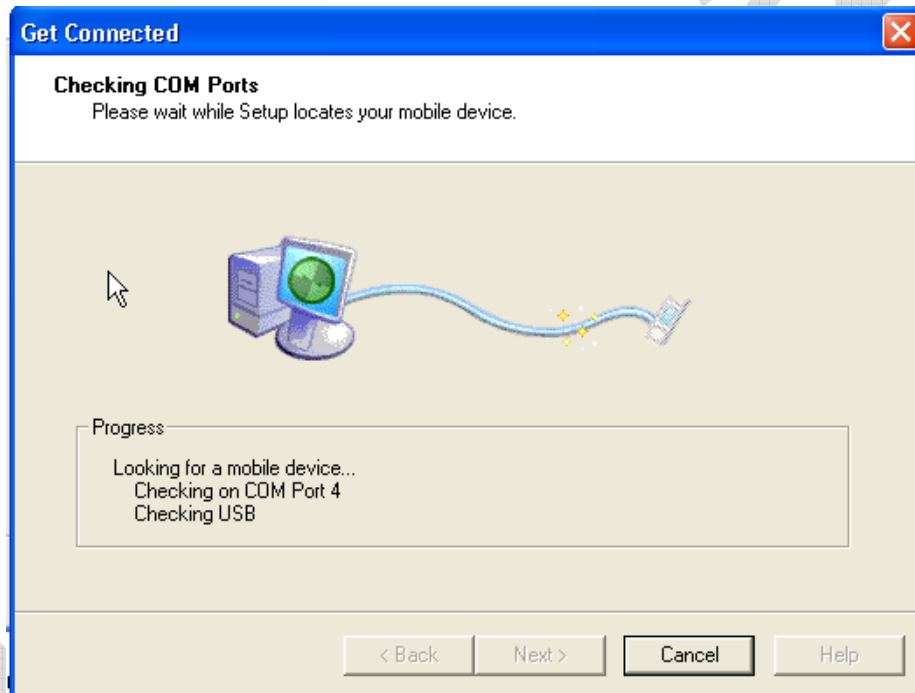 Get Connected
Checking COM Ports
Please wait while Setup locates your mobile device.
Progress
Looking for a mobile device...
Checking on COM Port 4
Checking USB
< Back Next > Cancel Help